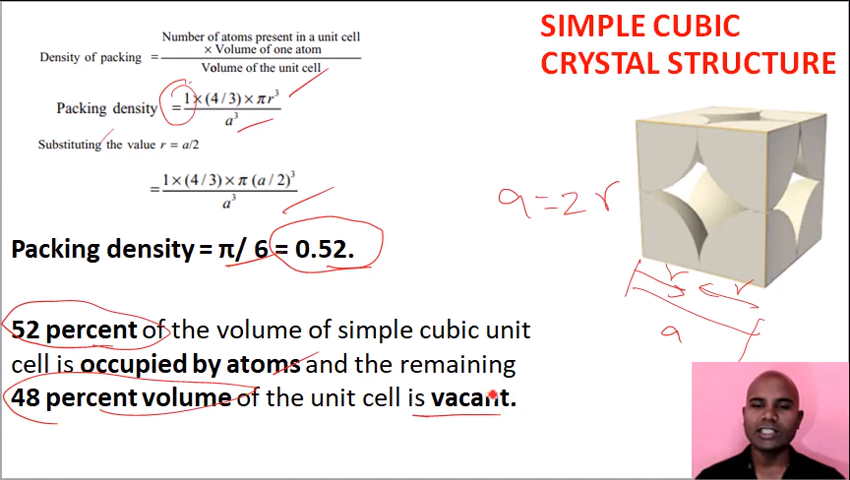 SIMPLE CUBIC
CRYSTAL STRUCTURE
Density of packing = Number of atoms present in a unit cell × Volume of one atom / Volume of the unit cell
Packing density = 1 × (4 / 3) × π r³ / a³
Substituting the value r = a/2
= 1 × (4 / 3) × π (a / 2)³ / a³
Packing density = π/ 6 = 0.52.
a = 2 r
r r
a
52 percent of the volume of simple cubic unit
cell is occupied by atoms and the remaining
48 percent volume of the unit cell is vacant.